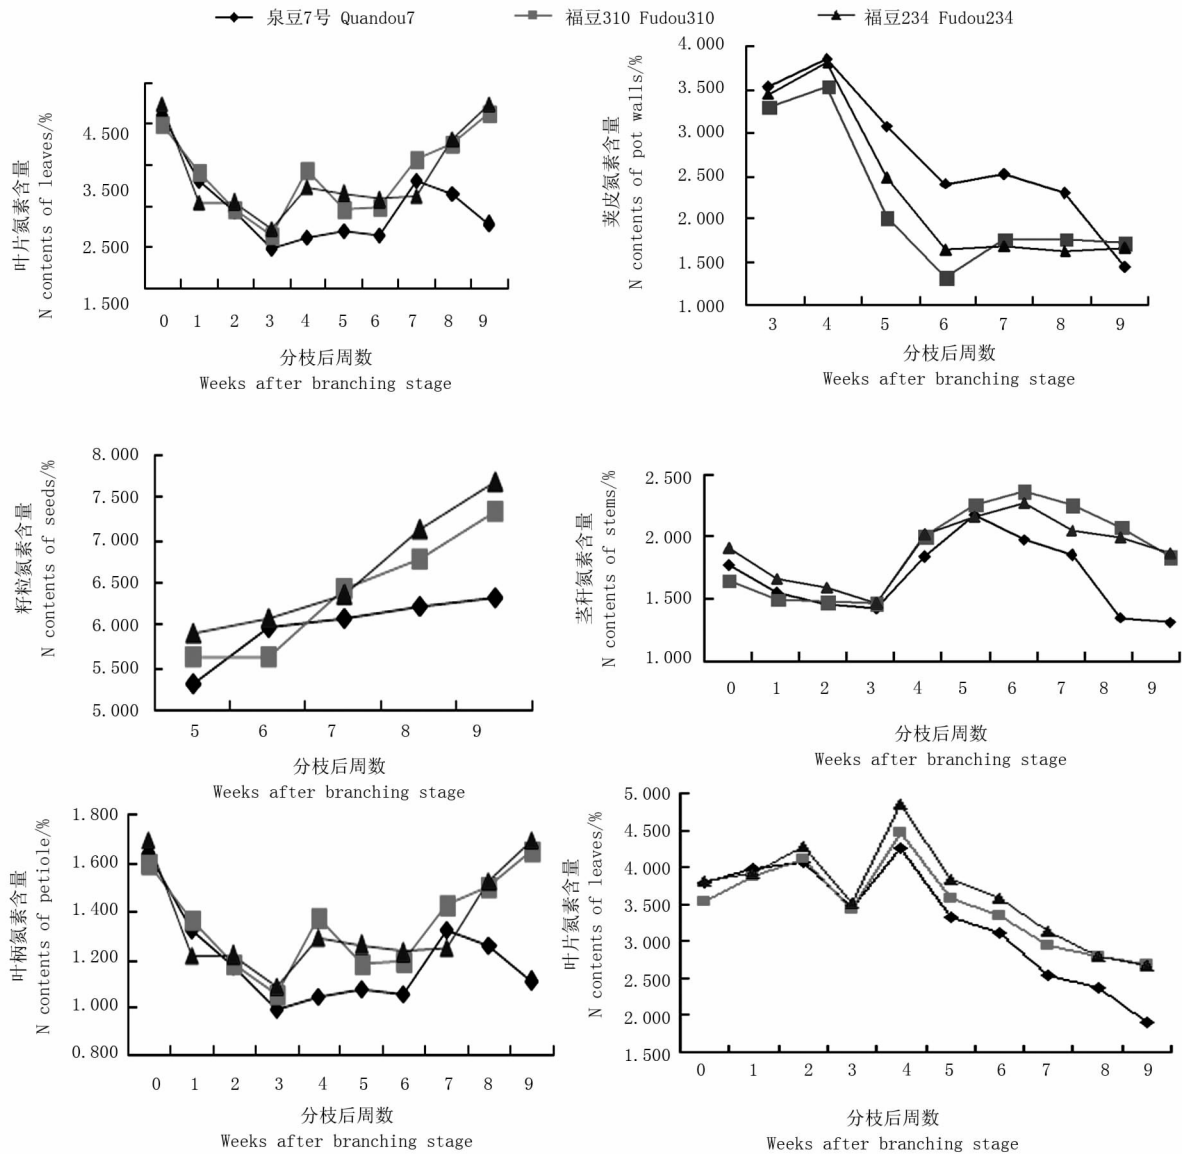 泉豆7号 Quandou7
福豆310 Fudou310
福豆234 Fudou234
叶片氮素含量
N contents of leaves/%
4.500
3.500
2.500
1.500
0 1 2 3 4 5 6 7 8 9
分枝后周数
Weeks after branching stage
荚皮氮素含量
N contents of pot walls/%
4.000
3.500
3.000
2.500
2.000
1.500
1.000
3 4 5 6 7 8 9
分枝后周数
Weeks after branching stage
籽粒氮素含量
N contents of seeds/%
8.000
7.500
7.000
6.500
6.000
5.500
5.000
5 6 7 8 9
分枝后周数
Weeks after branching stage
茎秆氮素含量
N contents of stems/%
2.500
2.000
1.500
1.000
0 1 2 3 4 5 6 7 8 9
分枝后周数
Weeks after branching stage
叶柄氮素含量
N contents of petiole/%
1.800
1.600
1.400
1.200
1.000
0.800
0 1 2 3 4 5 6 7 8 9
分枝后周数
Weeks after branching stage
叶片氮素含量
N contents of leaves/%
5.000
4.500
4.000
3.500
3.000
2.500
2.000
1.500
0 1 2 3 4 5 6 7 8 9
分枝后周数
Weeks after branching stage